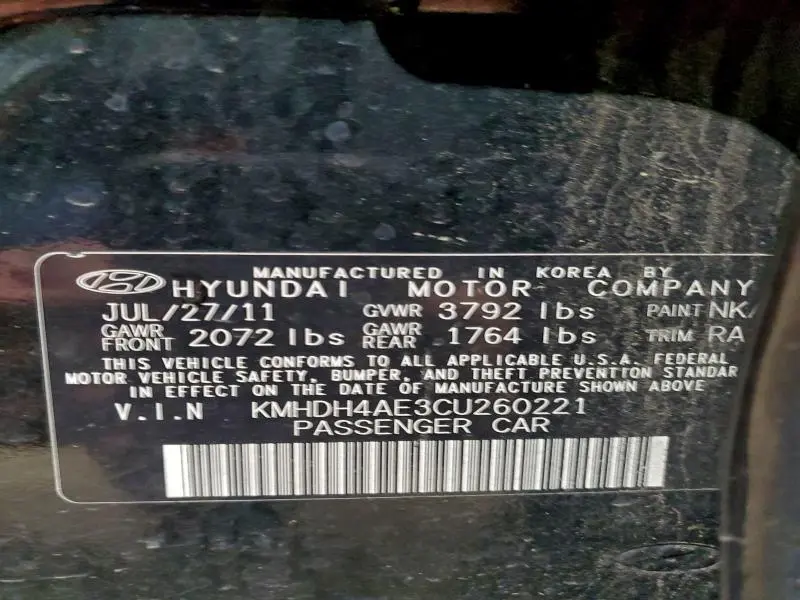 MANUFACTURED IN KOREA BY
HYUNDAI MOTOR COMPANY
JUL/27/11 GVWR 3792 lbs PAINT NK/
GAWR FRONT 2072 lbs GAWR REAR 1764 lbs TRIM RA
THIS VEHICLE CONFORMS TO ALL APPLICABLE U.S.A. FEDERAL
MOTOR VEHICLE SAFETY, BUMPER, AND THEFT PREVENTION STANDAR
IN EFFECT ON THE DATE OF MANUFACTURE SHOWN ABOVE
V.I.N KMHDH4AE3CU260221
PASSENGER CAR